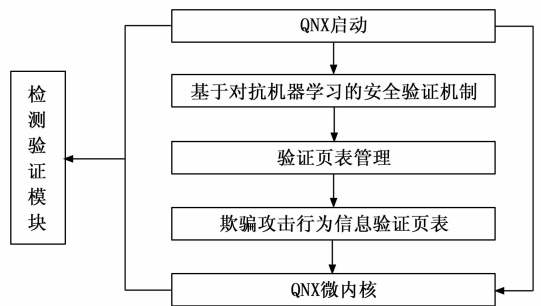 QNX启动
基于对抗机器学习的安全验证机制
验证页表管理
欺骗攻击行为信息验证页表
QNX微内核
检
测
验
证
模
块